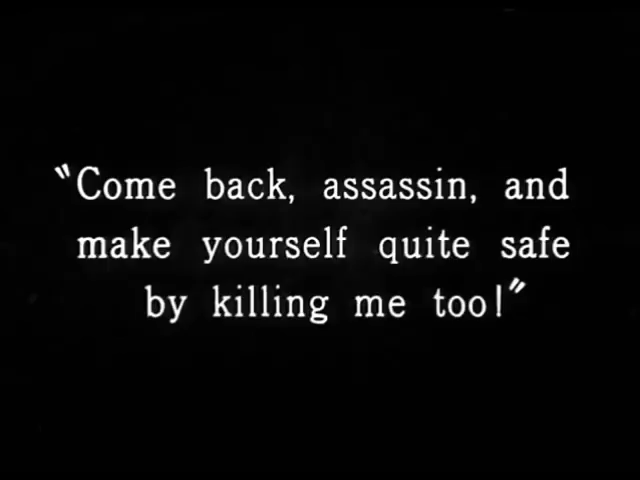 "Come back, assassin, and
make yourself quite safe
by killing me too!"